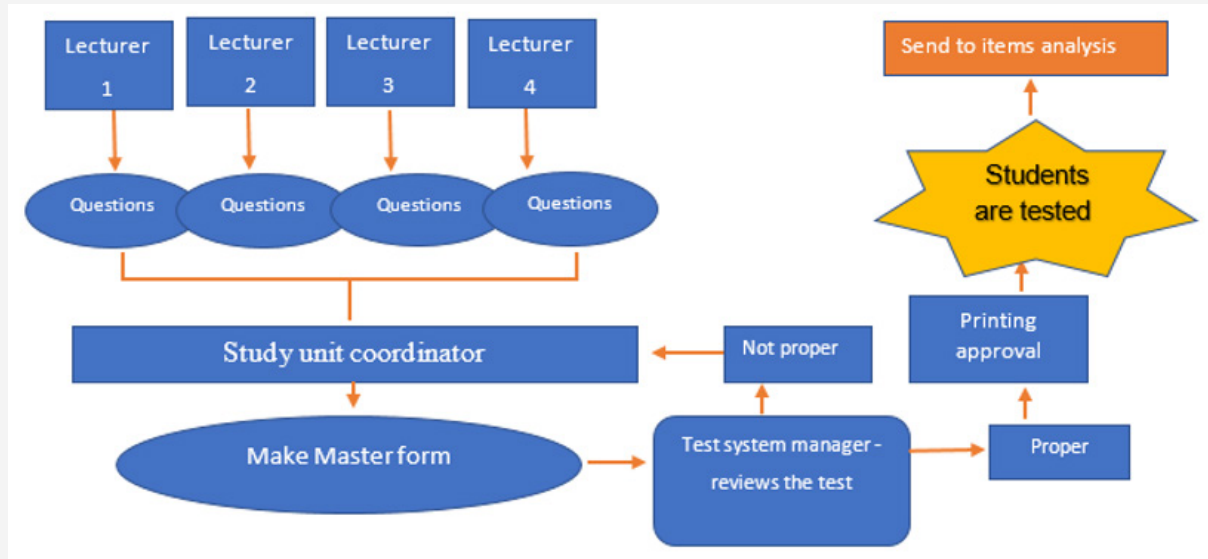 Lecturer
1
Lecturer
2
Lecturer
3
Lecturer
4
Questions
Questions
Questions
Questions
Study unit coordinator
Make Master form
Test system manager -
reviews the test
Not proper
Proper
Printing
approval
Students
are tested
Send to items analysis